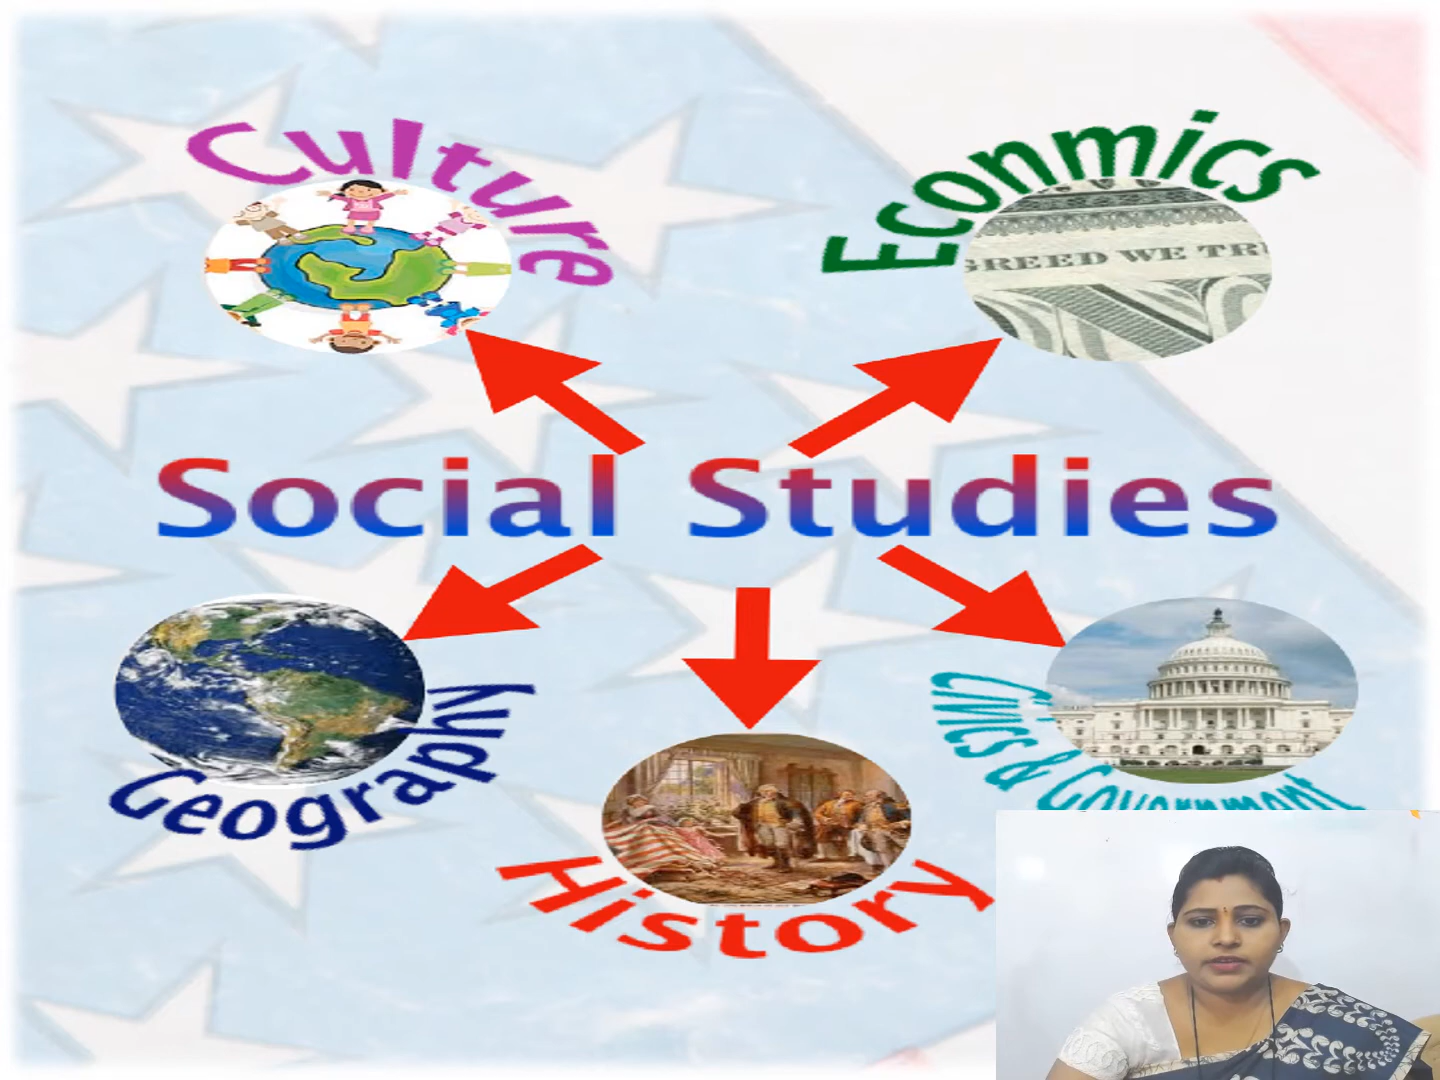 Culture
Econmics
GREED WE TR
Social Studies
Geography
Civics & Government
History